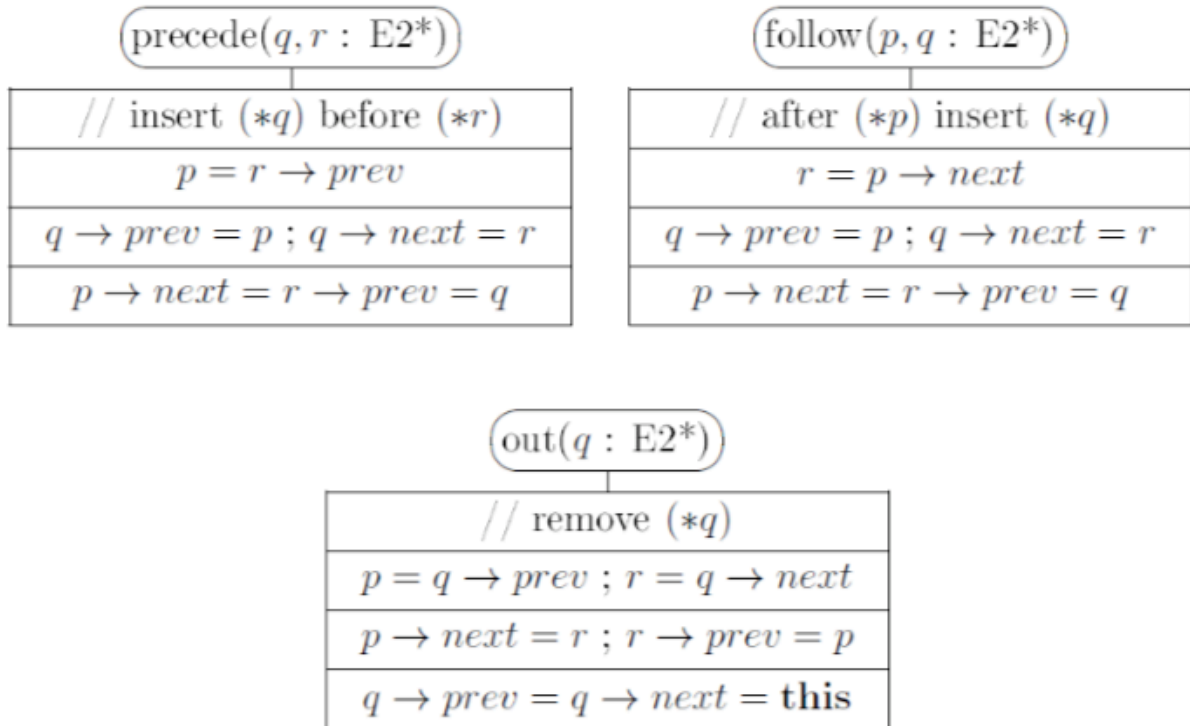 precede(q, r : E2*)
// insert (∗q) before (∗r)
p = r → prev
q → prev = p ; q → next = r
p → next = r → prev = q
follow(p, q : E2*)
// after (∗p) insert (∗q)
r = p → next
q → prev = p ; q → next = r
p → next = r → prev = q
out(q : E2*)
// remove (∗q)
p = q → prev ; r = q → next
p → next = r ; r → prev = p
q → prev = q → next = this